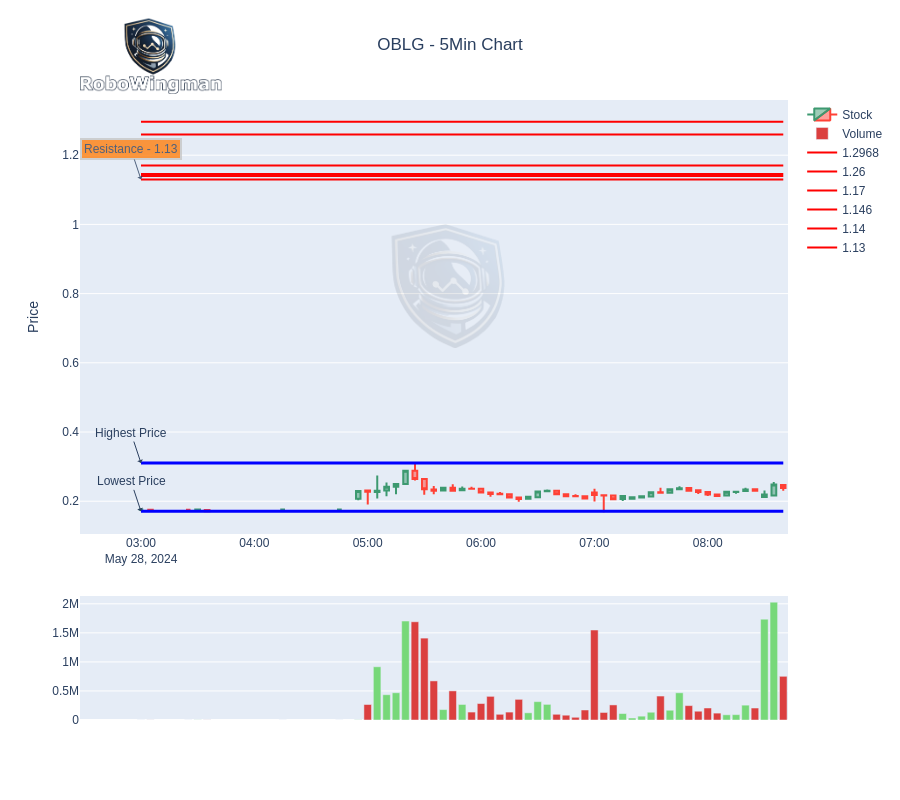 RoboWingman
OBLG - 5Min Chart
Stock
Volume
1.2968
1.26
1.17
1.146
1.14
1.13
Resistance - 1.13
1.2
1
0.8
0.6
0.4
0.2
Price
Highest Price
Lowest Price
03:00
04:00
05:00
06:00
07:00
08:00
May 28, 2024
2M
1.5M
1M
0.5M
0